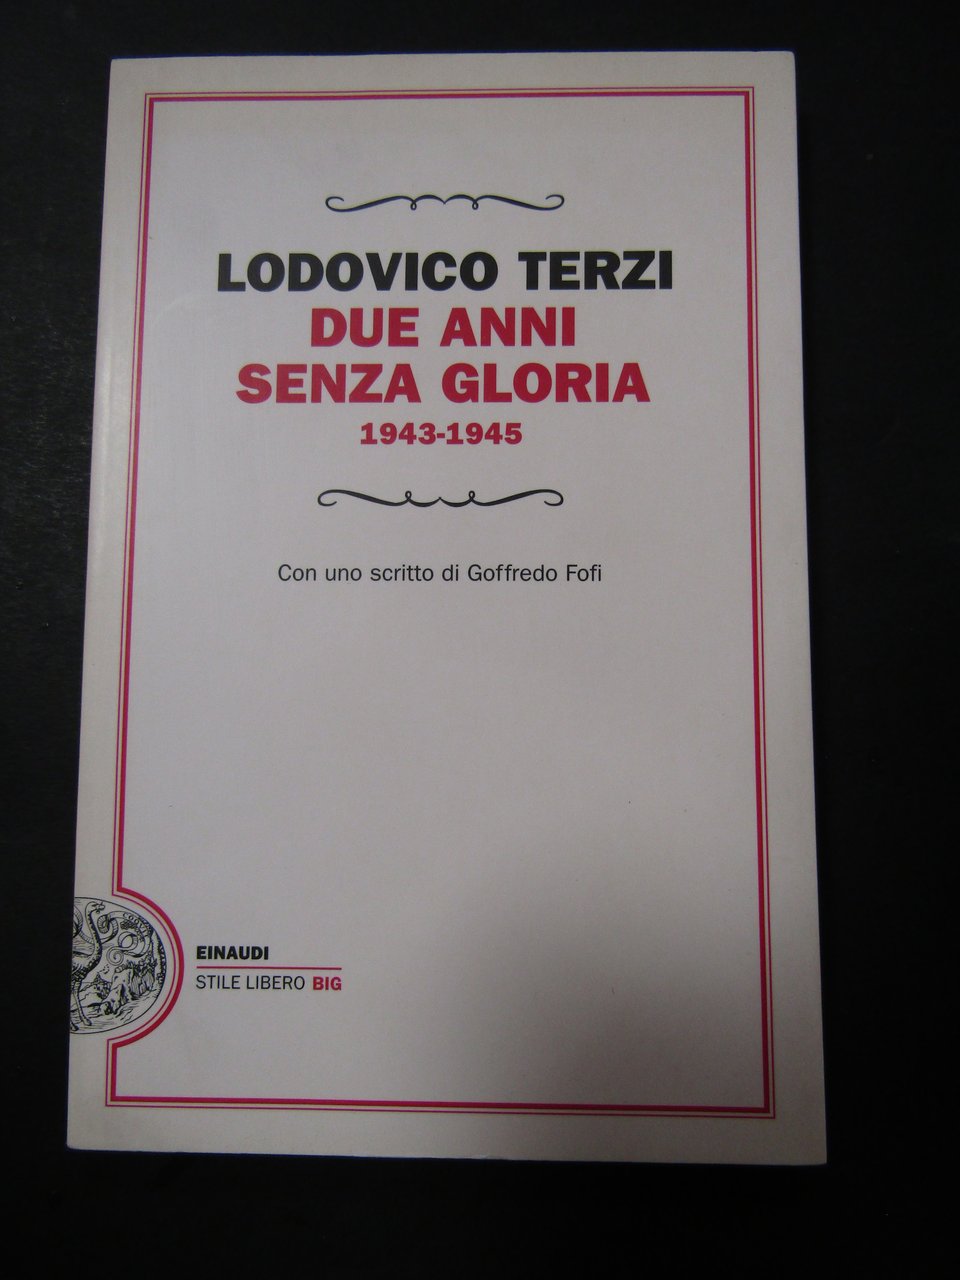 LODOVICO TERZI
DUE ANNI
SENZA GLORIA
1943-1945
Con uno scritto di Goffredo Fofi
EINAUDI
STILE LIBERO BIG